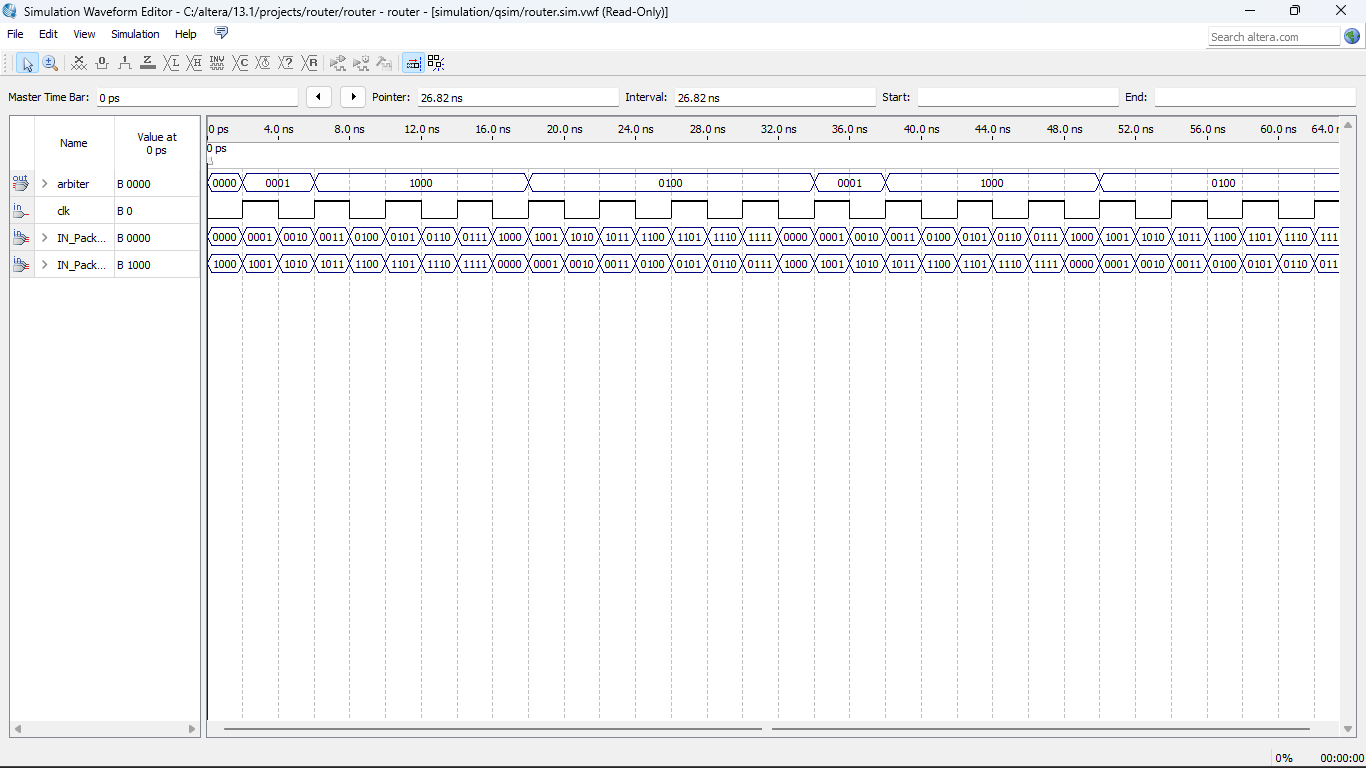 Simulation Waveform Editor - C:/altera/13.1/projects/router/router - router - [simulation/qsim/router.sim.vwf (Read-Only)]
File Edit View Simulation Help
Search altera.com
Master Time Bar: 0 ps Pointer: 26.82 ns Interval: 26.82 ns Start: End:
Name Value at 0 ps
0 ps 4.0 ns 8.0 ns 12.0 ns 16.0 ns 20.0 ns 24.0 ns 28.0 ns 32.0 ns 36.0 ns 40.0 ns 44.0 ns 48.0 ns 52.0 ns 56.0 ns 60.0 ns 64.0 n
0 ps
out arbiter B 0000 0000 0001 1000 0100 0001 1000 0100
in clk B 0
in IN_Pack... B 0000 0000 0001 0010 0011 0100 0101 0110 0111 1000 1001 1010 1011 1100 1101 1110 1111 0000 0001 0010 0011 0100 0101 0110 0111 1000 1001 1010 1011 1100 1101 1110 111
in IN_Pack... B 1000 1000 1001 1010 1011 1100 1101 1110 1111 0000 0001 0010 0011 0100 0101 0110 0111 1000 1001 1010 1011 1100 1101 1110 1111 0000 0001 0010 0011 0100 0101 0110 011
0% 00:00:00